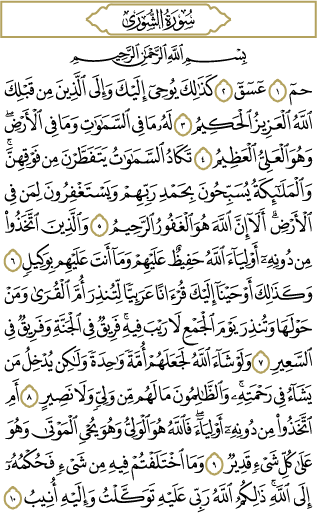 سُورَةُ الشُّورَىٰ
بِسْمِ اللَّهِ الرَّحْمَٰنِ الرَّحِيمِ
حمٓ ١ عٓسٓقٓ ٢ كَذَٰلِكَ يُوحِىٓ إِلَيْكَ وَإِلَى ٱلَّذِينَ مِن قَبْلِكَ
ٱللَّهُ ٱلْعَزِيزُ ٱلْحَكِيمُ ٣ لَهُۥ مَا فِى ٱلسَّمَٰوَٰتِ وَمَا فِى ٱلْأَرْضِ ۖ
وَهُوَ ٱلْعَلِىُّ ٱلْعَظِيمُ ٤ تَكَادُ ٱلسَّمَٰوَٰتُ يَتَفَطَّرْنَ مِن فَوْقِهِنَّ ۚ
وَٱلْمَلَٰٓئِكَةُ يُسَبِّحُونَ بِحَمْدِ رَبِّهِمْ وَيَسْتَغْفِرُونَ لِمَن فِى
ٱلْأَرْضِ ۗ أَلَآ إِنَّ ٱللَّهَ هُوَ ٱلْغَفُورُ ٱلرَّحِيمُ ٥ وَٱلَّذِينَ ٱتَّخَذُوا۟
مِن دُونِهِۦٓ أَوْلِيَآءَ ٱللَّهُ حَفِيظٌ عَلَيْهِمْ وَمَآ أَنتَ عَلَيْهِم بِوَكِيلٍ ٦
وَكَذَٰلِكَ أَوْحَيْنَآ إِلَيْكَ قُرْءَانًا عَرَبِيًّا لِّتُنذِرَ أُمَّ ٱلْقُرَىٰ وَمَنْ
حَوْلَهَا وَتُنذِرَ يَوْمَ ٱلْجَمْعِ لَا رَيْبَ فِيهِ ۚ فَرِيقٌ فِى ٱلْجَنَّةِ وَفَرِيقٌ فِى
ٱلسَّعِيرِ ٧ وَلَوْ شَآءَ ٱللَّهُ لَجَعَلَهُمْ أُمَّةً وَٰحِدَةً وَلَٰكِن يُدْخِلُ مَن
يَشَآءُ فِى رَحْمَتِهِۦ ۚ وَٱلظَّٰلِمُونَ مَا لَهُم مِّن وَلِىٍّ وَلَا نَصِيرٍ ٨ أَمِ
ٱتَّخَذُوا۟ مِن دُونِهِۦٓ أَوْلِيَآءَ ۖ فَٱللَّهُ هُوَ ٱلْوَلِىُّ وَهُوَ يُحْىِ ٱلْمَوْتَىٰ وَهُوَ
عَلَىٰ كُلِّ شَىْءٍ قَدِيرٌ ٩ وَمَا ٱخْتَلَفْتُمْ فِيهِ مِن شَىْءٍ فَحُكْمُهُۥٓ
إِلَى ٱللَّهِ ۚ ذَٰلِكُمُ ٱللَّهُ رَبِّى عَلَيْهِ تَوَكَّلْتُ وَإِلَيْهِ أُنِيبُ ١٠